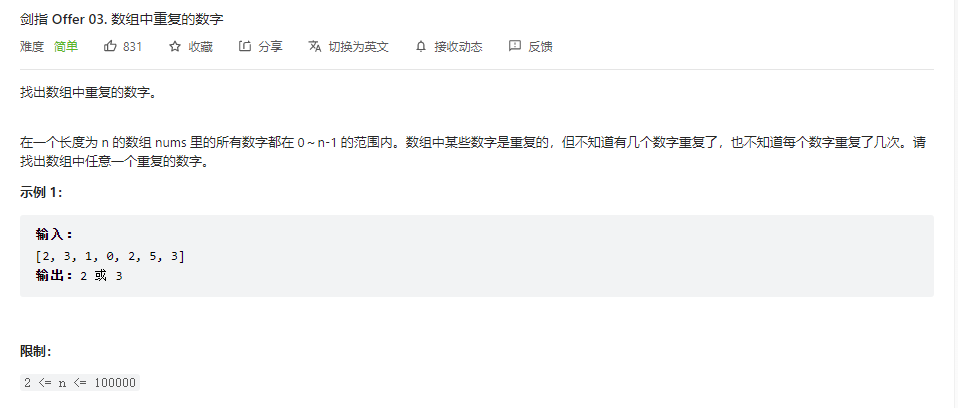 剑指 Offer 03. 数组中重复的数字
难度 简单 831 收藏 分享 切换为英文 接收动态 反馈
找出数组中重复的数字。
在一个长度为 n 的数组 nums 里的所有数字都在 0～n-1 的范围内。数组中某些数字是重复的，但不知道有几个数字重复了，也不知道每个数字重复了几次。请
找出数组中任意一个重复的数字。
示例 1：
输入：
[2, 3, 1, 0, 2, 5, 3]
输出：2 或 3
限制：
2 <= n <= 100000